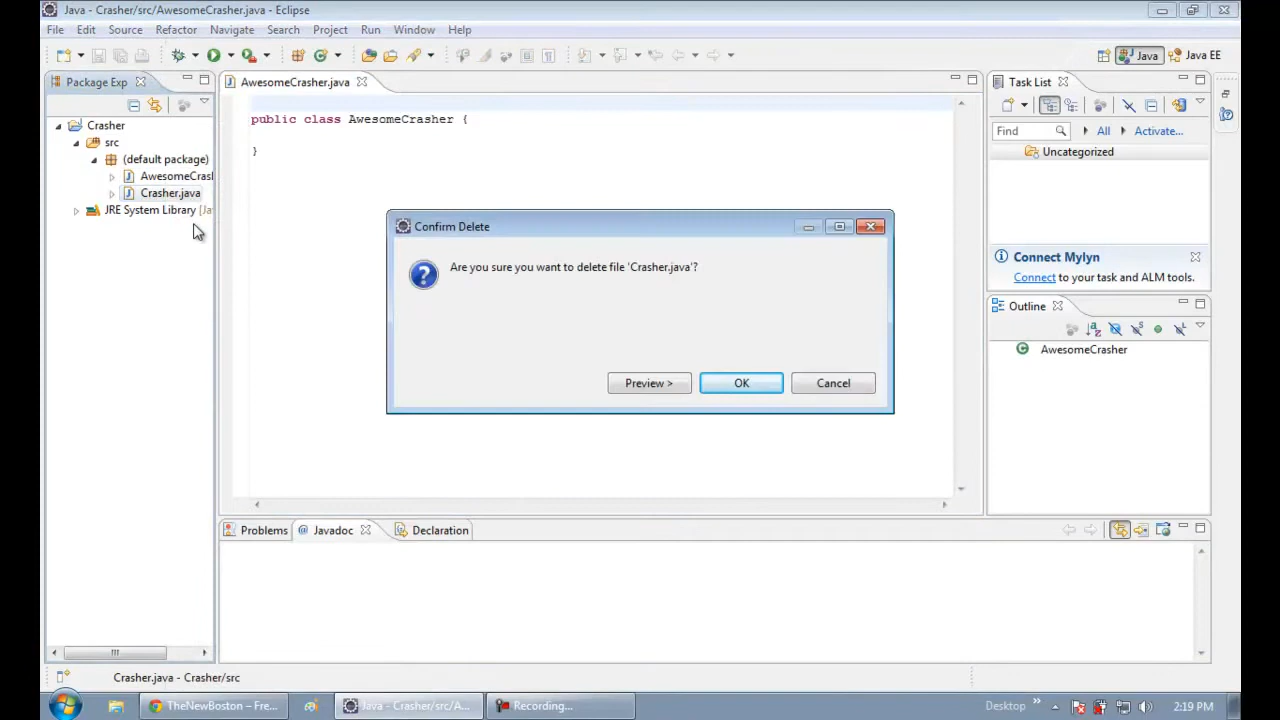 Java - Crasher/src/AwesomeCrasher.java - Eclipse
File Edit Source Refactor Navigate Search Project Run Window Help
Java Java EE
Package Exp
AwesomeCrasher.java
Task List
Crasher
src
(default package)
AwesomeCrasl
Crasher.java
JRE System Library [Ja
public class AwesomeCrasher {
}
Find All Activate...
Uncategorized
Confirm Delete
Are you sure you want to delete file 'Crasher.java'?
Preview > OK Cancel
Connect Mylyn
Connect to your task and ALM tools.
Outline
AwesomeCrasher
Problems @ Javadoc Declaration
Crasher.java - Crasher/src
TheNewBoston – Fre...
Java - Crasher/src/A...
Recording...
Desktop »
2:19 PM